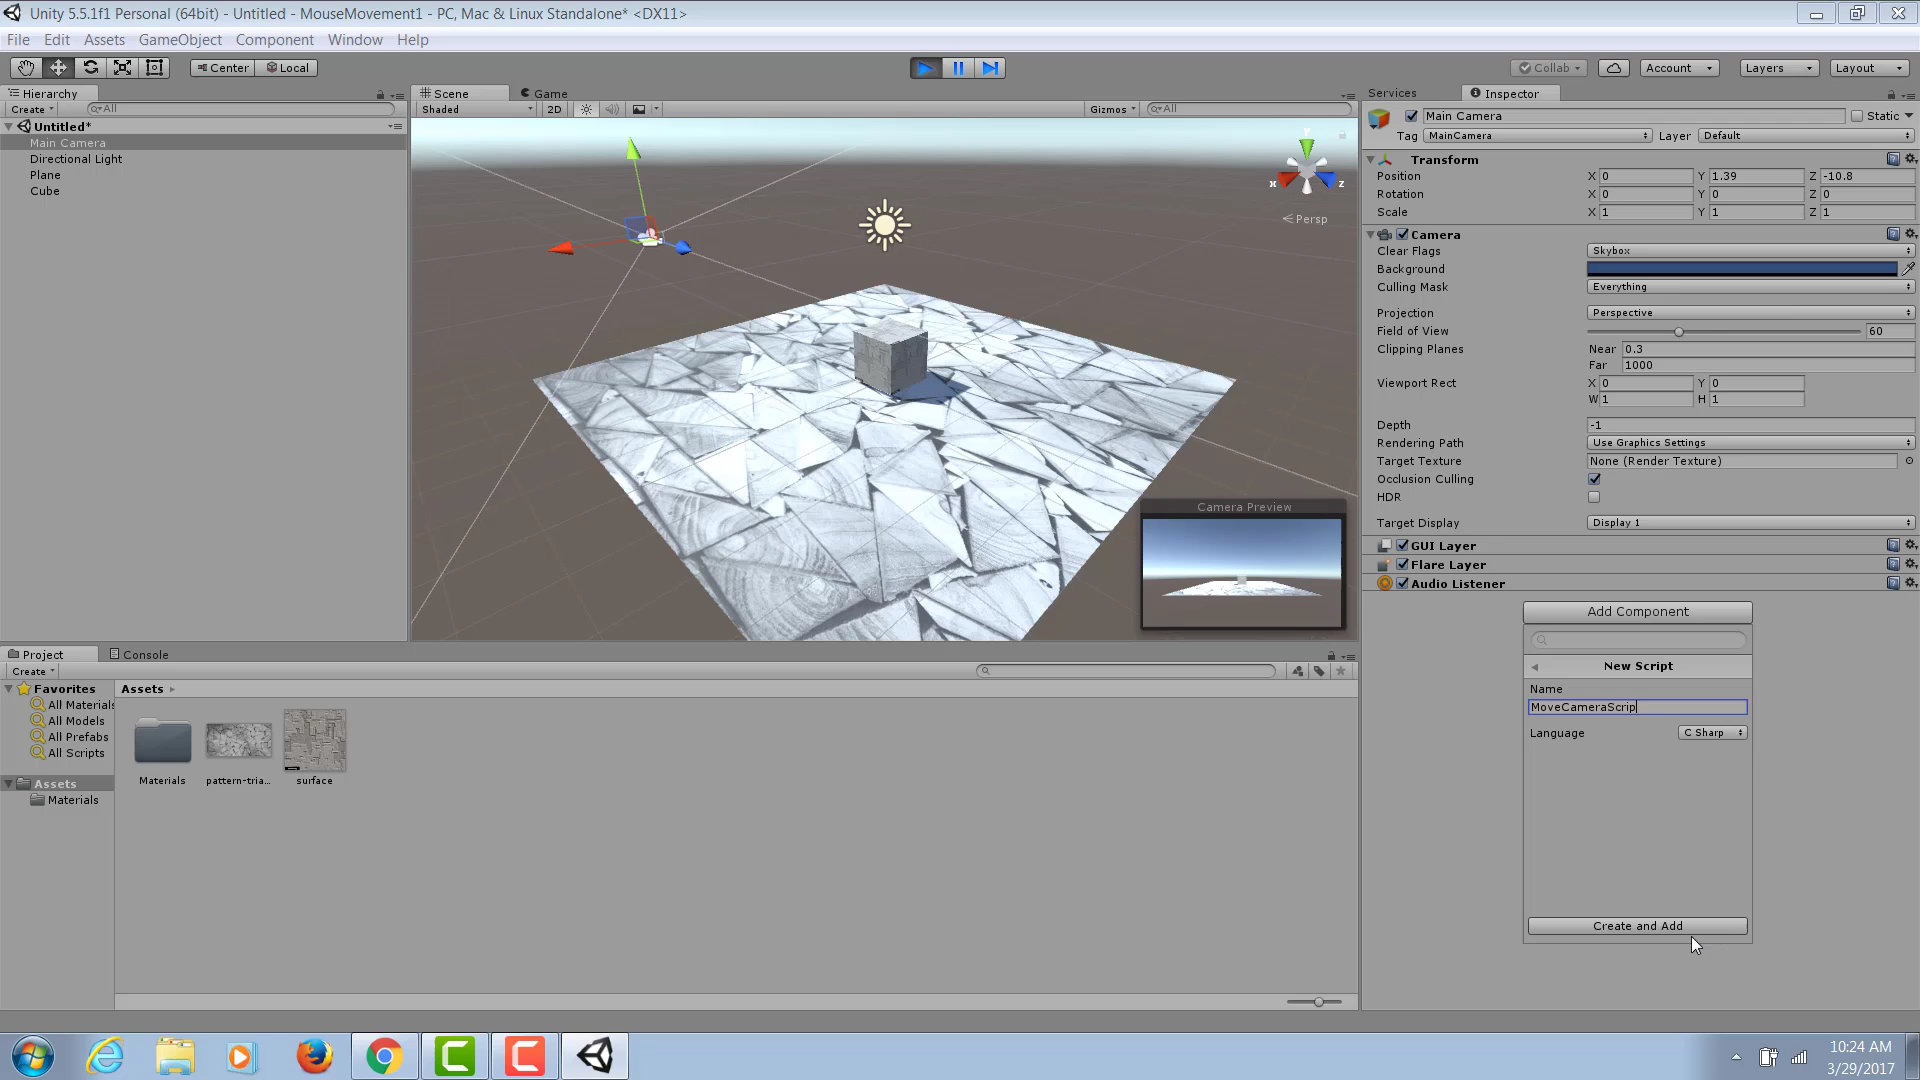 Unity 5.5.1f1 Personal (64bit) - Untitled - MouseMovement1 - PC, Mac & Linux Standalone* <DX11>
File Edit Assets GameObject Component Window Help
Center Local Collab Account Layers Layout
Hierarchy
Create All
Untitled*
Main Camera
Directional Light
Plane
Cube
Scene Game
Shaded 2D Gizmos All
y
x z
Persp
Camera Preview
Services Inspector
Main Camera Static
Tag MainCamera Layer Default
Transform
Position X 0 Y 1.39 Z -10.8
Rotation X 0 Y 0 Z 0
Scale X 1 Y 1 Z 1
Camera
Clear Flags Skybox
Background
Culling Mask Everything
Projection Perspective
Field of View 60
Clipping Planes Near 0.3
Far 1000
Viewport Rect X 0 Y 0
W 1 H 1
Depth -1
Rendering Path Use Graphics Settings
Target Texture None (Render Texture)
Occlusion Culling
HDR
Target Display Display 1
GUI Layer
Flare Layer
Audio Listener
Add Component
New Script
Name
MoveCameraScrip
Language C Sharp
Create and Add
Project Console
Create
Favorites
All Materials
All Models
All Prefabs
All Scripts
Assets
Materials
Assets
Materials pattern-tria... surface
10:24 AM
3/29/2017